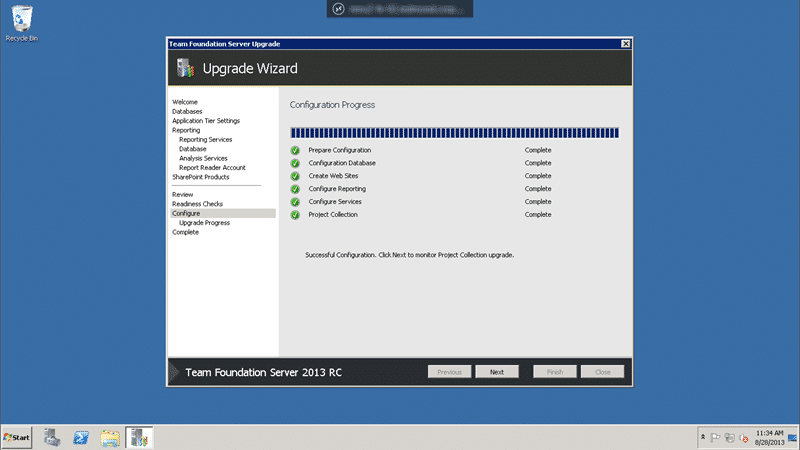 Recycle Bin
Team Foundation Server Upgrade
Upgrade Wizard
Welcome
Databases
Application Tier Settings
Reporting
Reporting Services
Database
Analysis Services
Report Reader Account
SharePoint Products
Review
Readiness Checks
Configure
Upgrade Progress
Complete
Configuration Progress
Prepare Configuration Complete
Configuration Database Complete
Create Web Sites Complete
Configure Reporting Complete
Configure Services Complete
Project Collection Complete
Successful Configuration. Click Next to monitor Project Collection upgrade.
Team Foundation Server 2013 RC
Previous Next Finish Close
Start
11:34 AM
8/28/2013